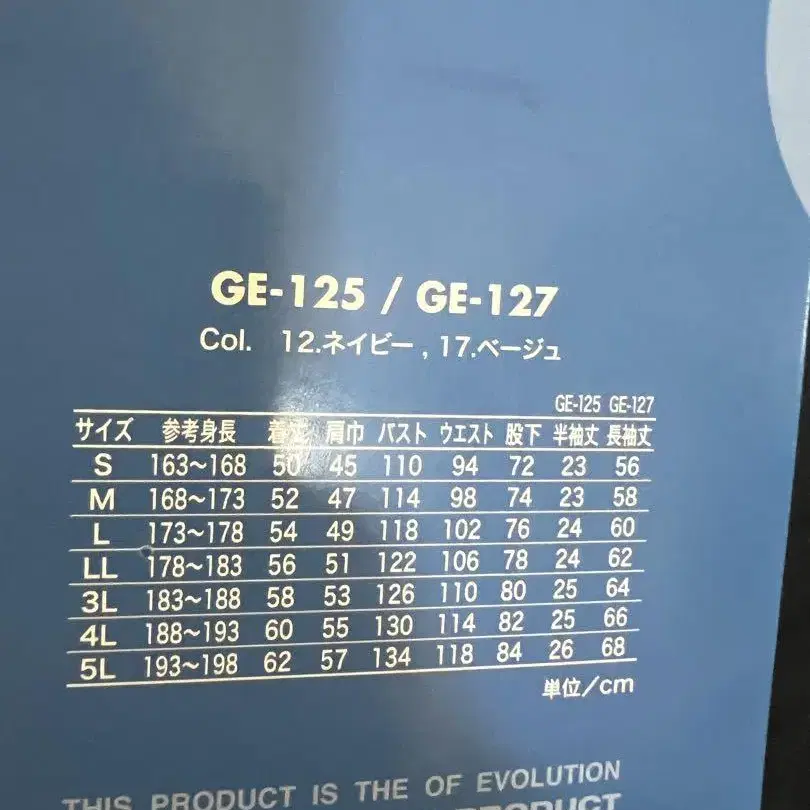 GE-125 / GE-127
Col. 12.ネイビー , 17.ベージュ
GE-125 GE-127
サイズ 参考身長 着丈 肩巾 バスト ウエスト 股下 半袖丈 長袖丈
S 163～168 50 45 110 94 72 23 56
M 168～173 52 47 114 98 74 23 58
L 173～178 54 49 118 102 76 24 60
LL 178～183 56 51 122 106 78 24 62
3L 183～188 58 53 126 110 80 25 64
4L 188～193 60 55 130 114 82 25 66
5L 193～198 62 57 134 118 84 26 68
単位/cm
THIS PRODUCT IS THE OF EVOLUTION
PRODUCT